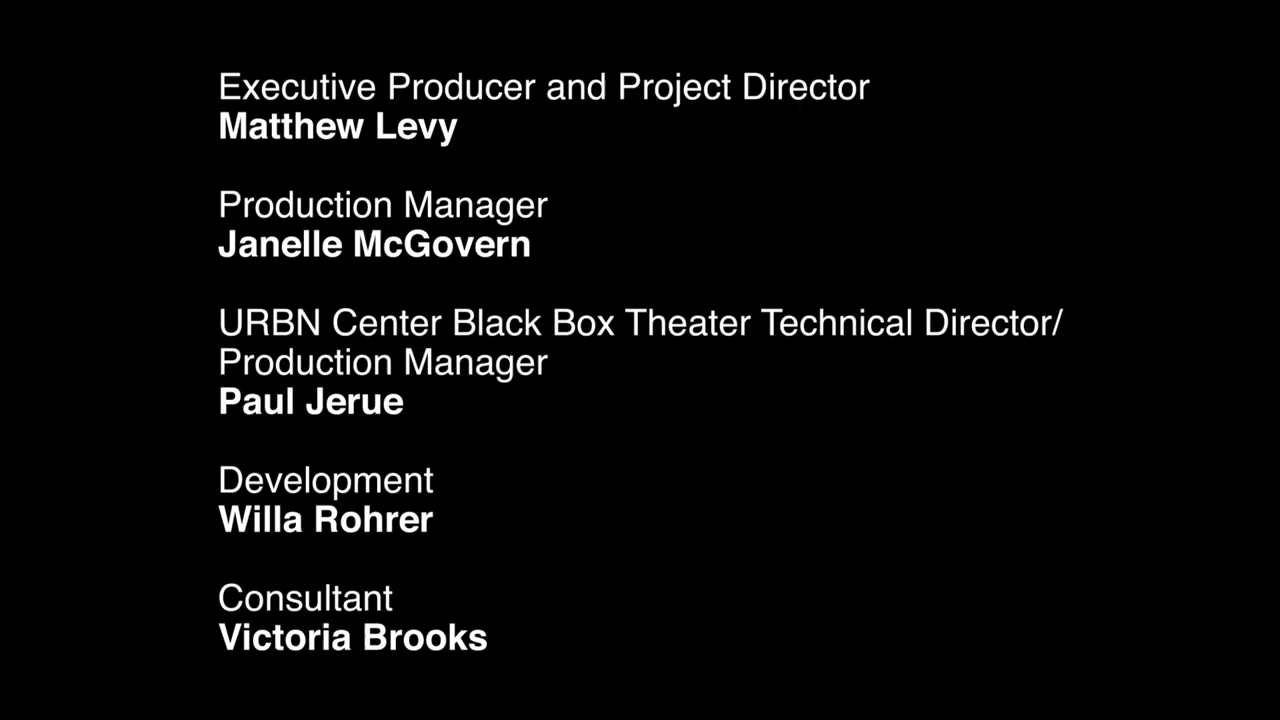 Executive Producer and Project Director
Matthew Levy
Production Manager
Janelle McGovern
URBN Center Black Box Theater Technical Director/
Production Manager
Paul Jerue
Development
Willa Rohrer
Consultant
Victoria Brooks